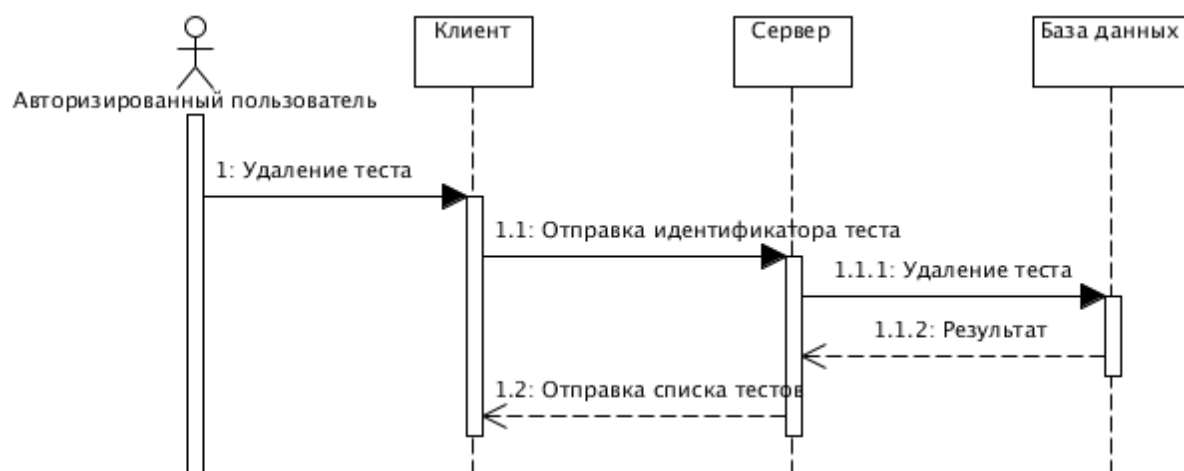 Клиент
Сервер
База данных
Авторизированный пользователь
1: Удаление теста
1.1: Отправка идентификатора теста
1.1.1: Удаление теста
1.1.2: Результат
1.2: Отправка списка тестов